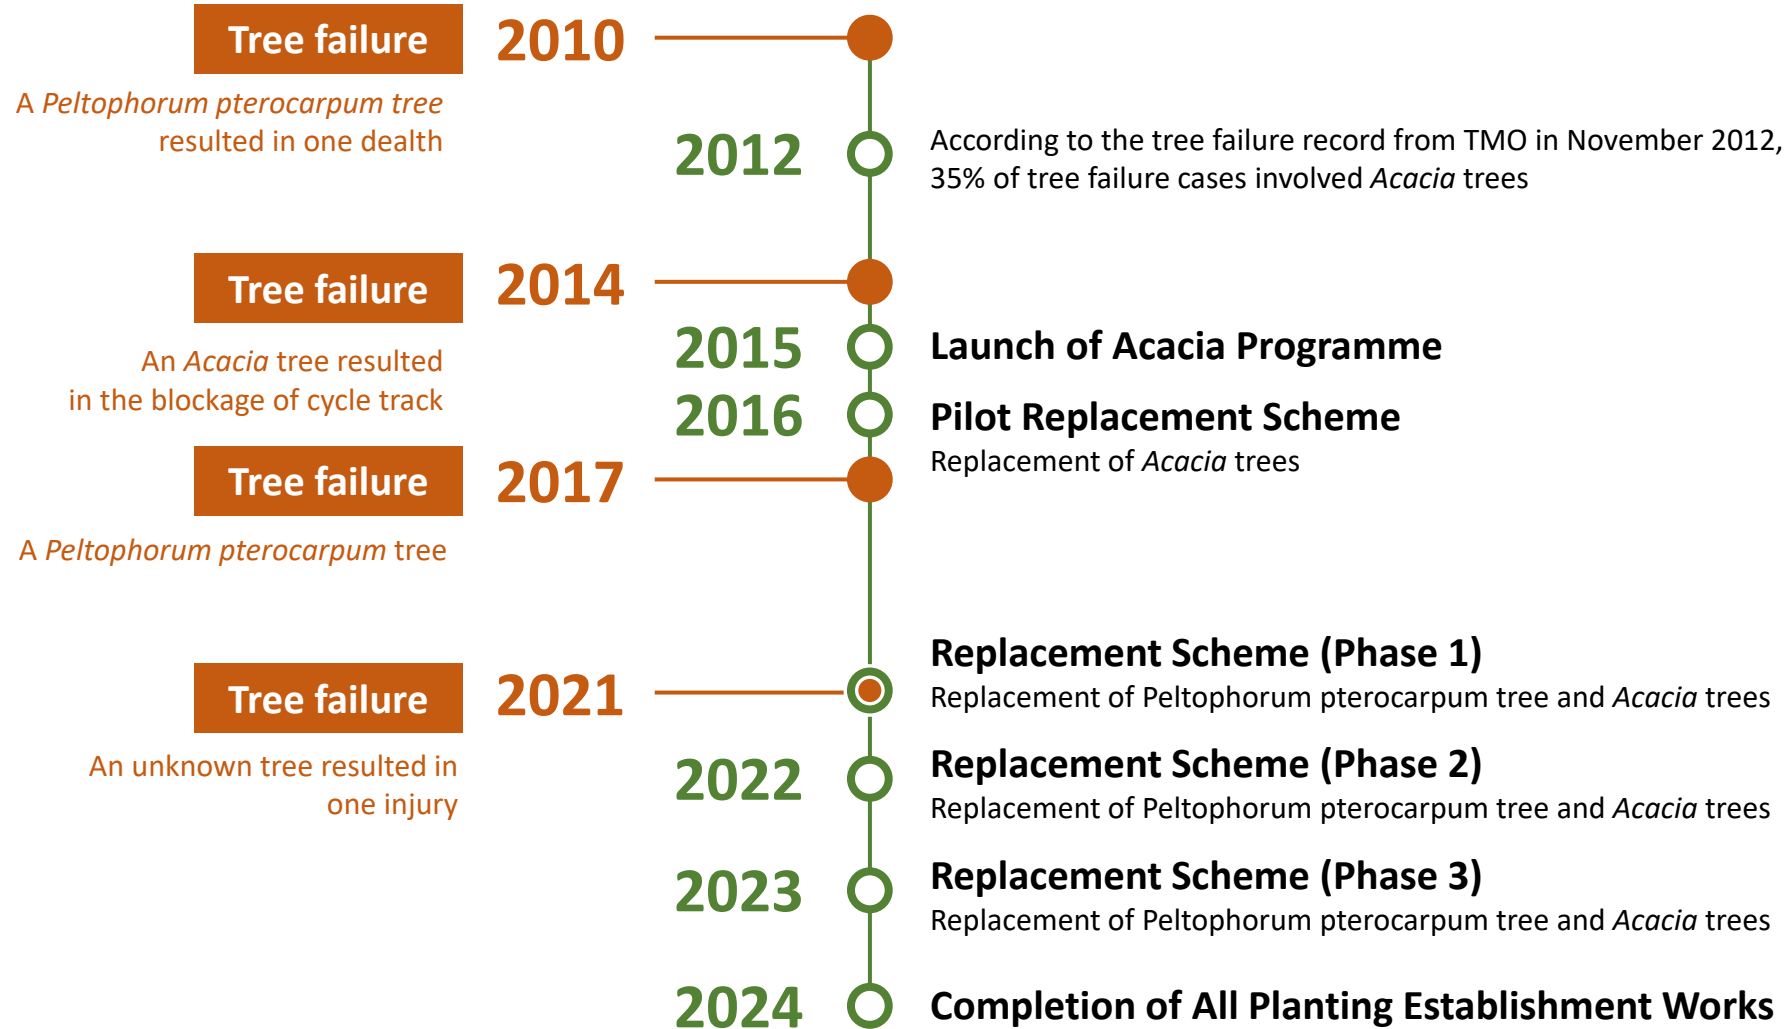 Tree failure 2010
A Peltophorum pterocarpum tree
resulted in one dealth
2012
According to the tree failure record from TMO in November 2012,
35% of tree failure cases involved Acacia trees
Tree failure 2014
An Acacia tree resulted
in the blockage of cycle track
2015 Launch of Acacia Programme
2016 Pilot Replacement Scheme
Replacement of Acacia trees
Tree failure 2017
A Peltophorum pterocarpum tree
Tree failure 2021
An unknown tree resulted in
one injury
Replacement Scheme (Phase 1)
Replacement of Peltophorum pterocarpum tree and Acacia trees
2022 Replacement Scheme (Phase 2)
Replacement of Peltophorum pterocarpum tree and Acacia trees
2023 Replacement Scheme (Phase 3)
Replacement of Peltophorum pterocarpum tree and Acacia trees
2024 Completion of All Planting Establishment Works